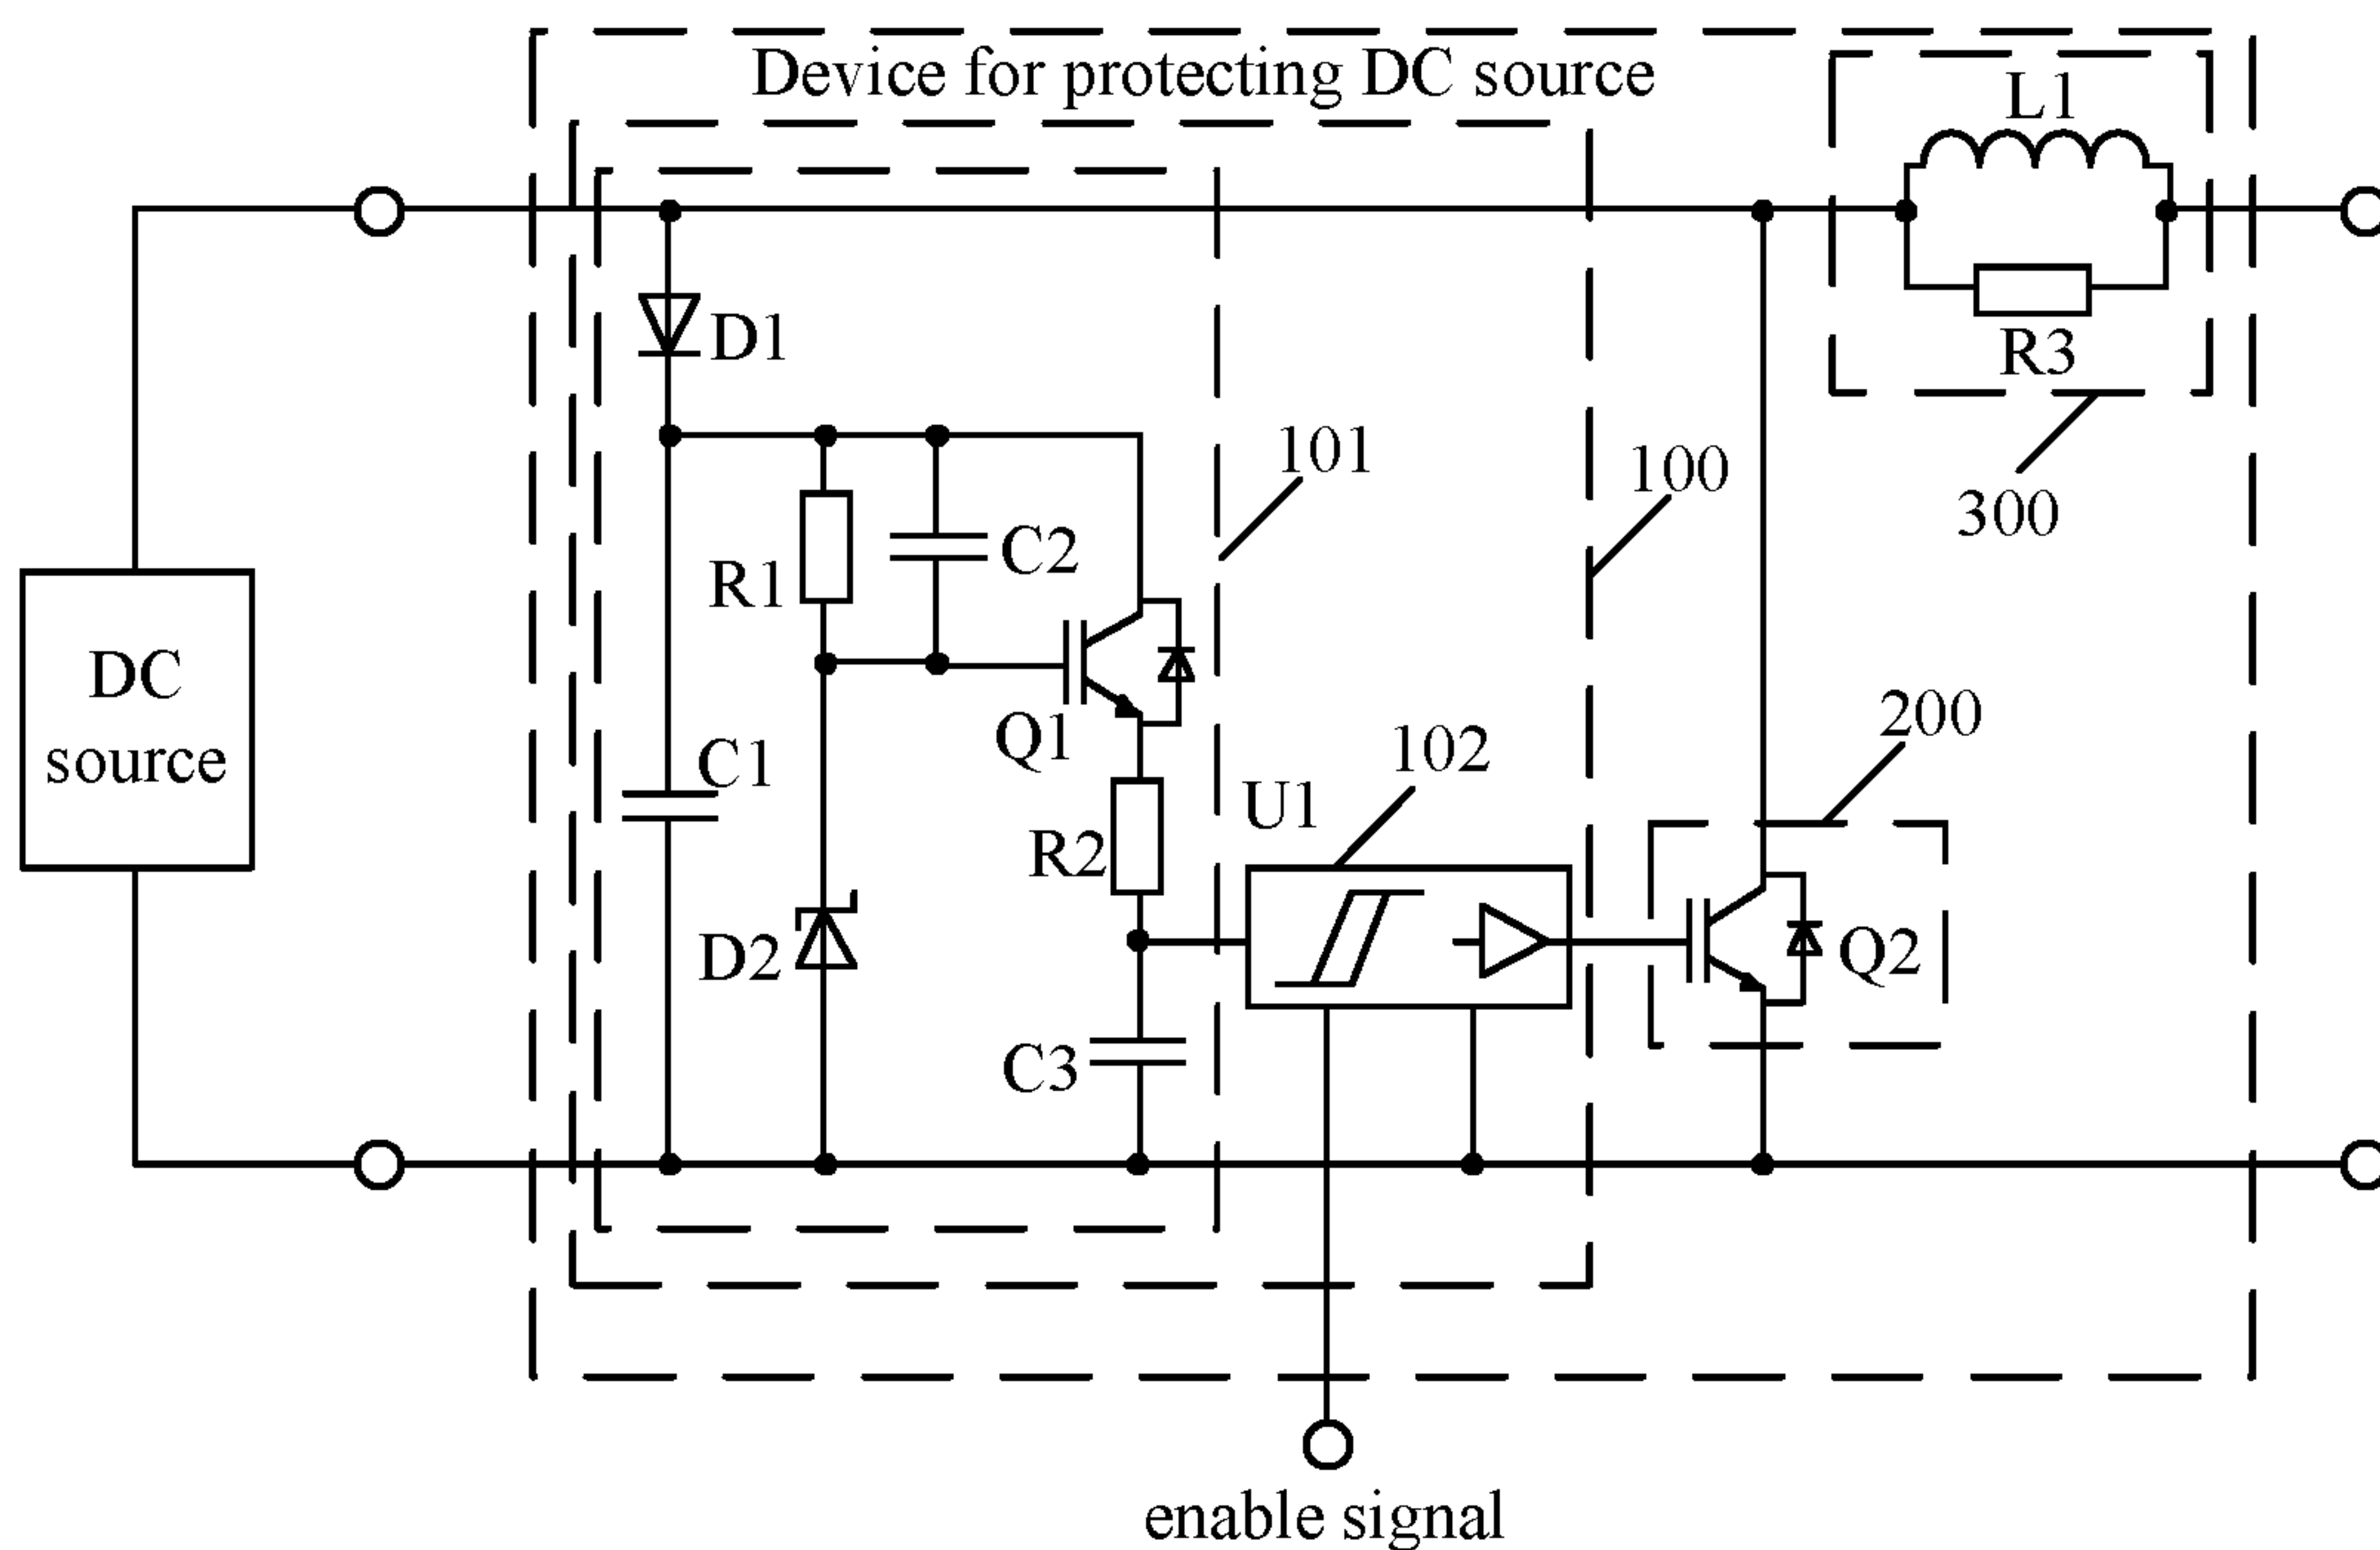 Device for protecting DC source
L1
D1
R3
101
100
300
C2
R1
DC
source
200
Q1
102
C1
U1
R2
D2
Q2
C3
enable signal